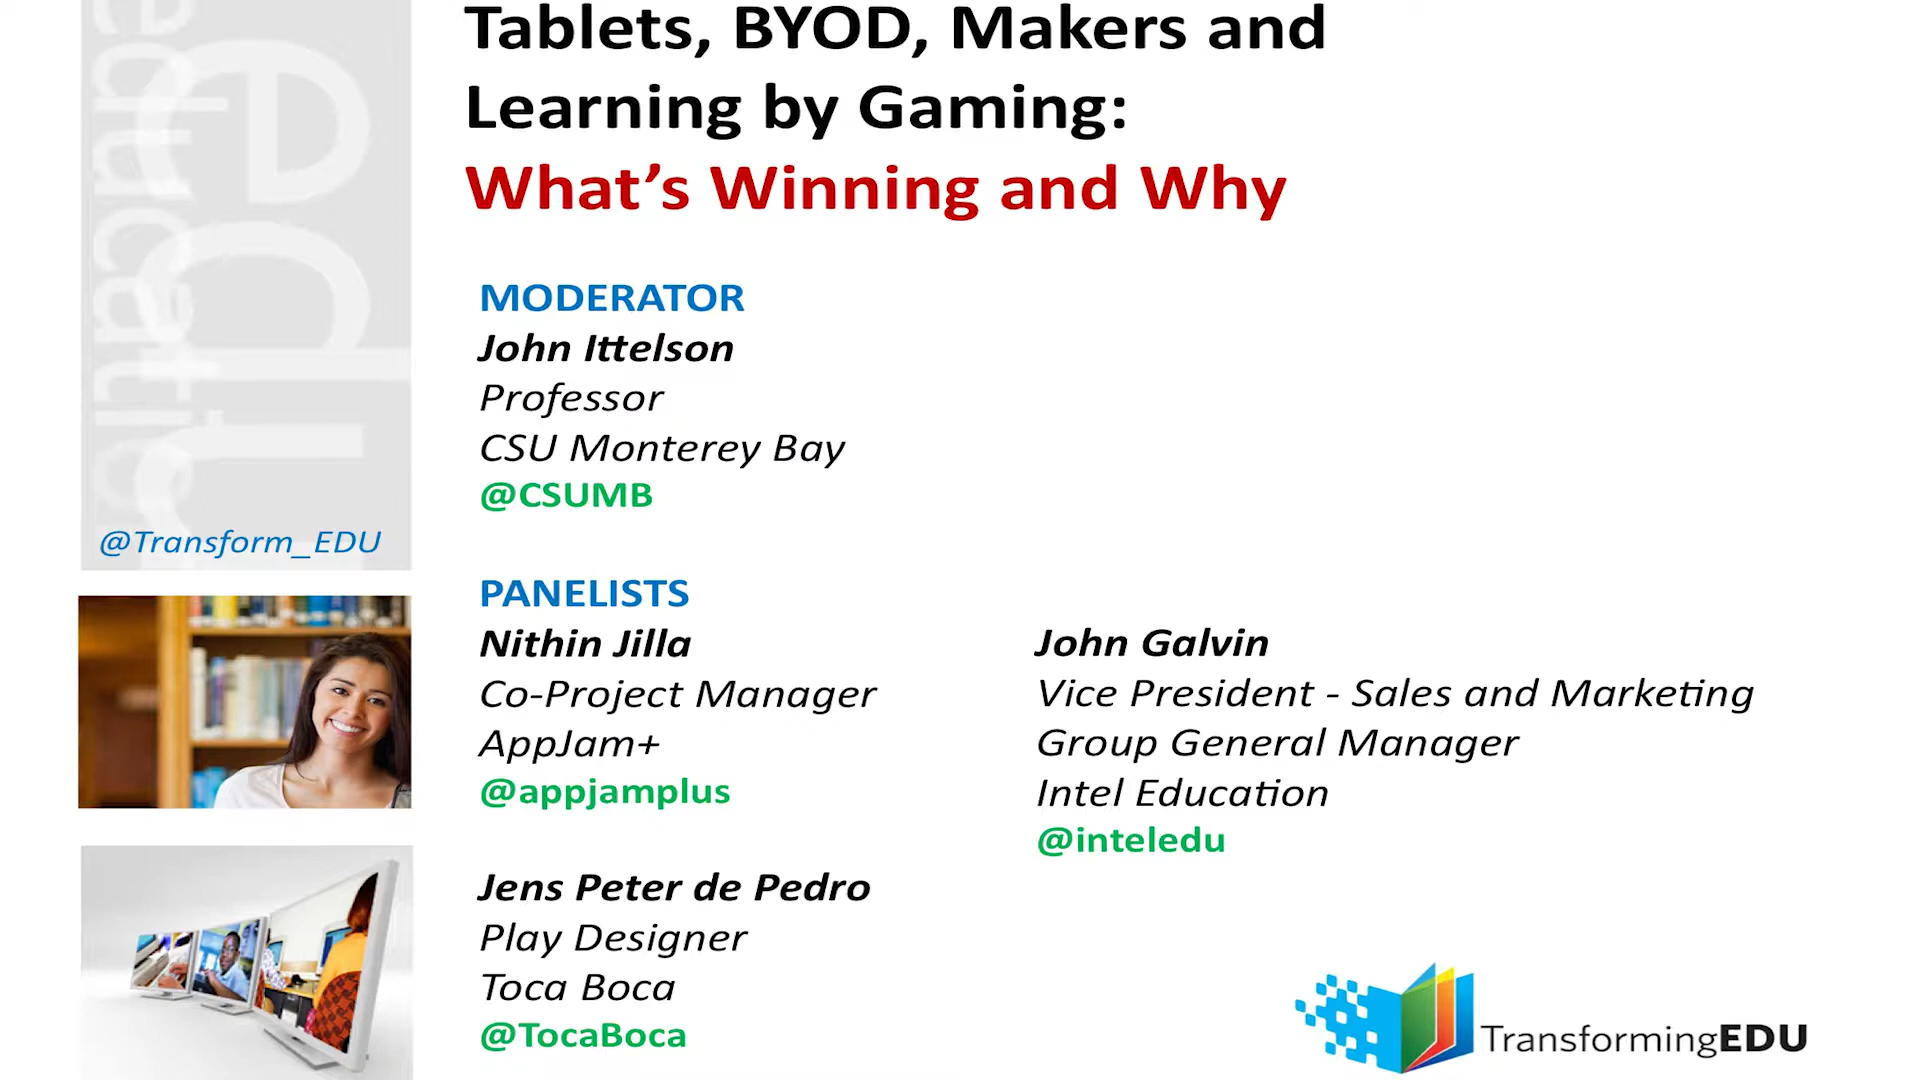 Tablets, BYOD, Makers and
Learning by Gaming:
What's Winning and Why
MODERATOR
John Ittelson
Professor
CSU Monterey Bay
@CSUMB
education
edu
@Transform_EDU
PANELISTS
Nithin Jilla
Co-Project Manager
AppJam+
@appjamplus
Jens Peter de Pedro
Play Designer
Toca Boca
@TocaBoca
John Galvin
Vice President - Sales and Marketing
Group General Manager
Intel Education
@inteledu
TransformingEDU